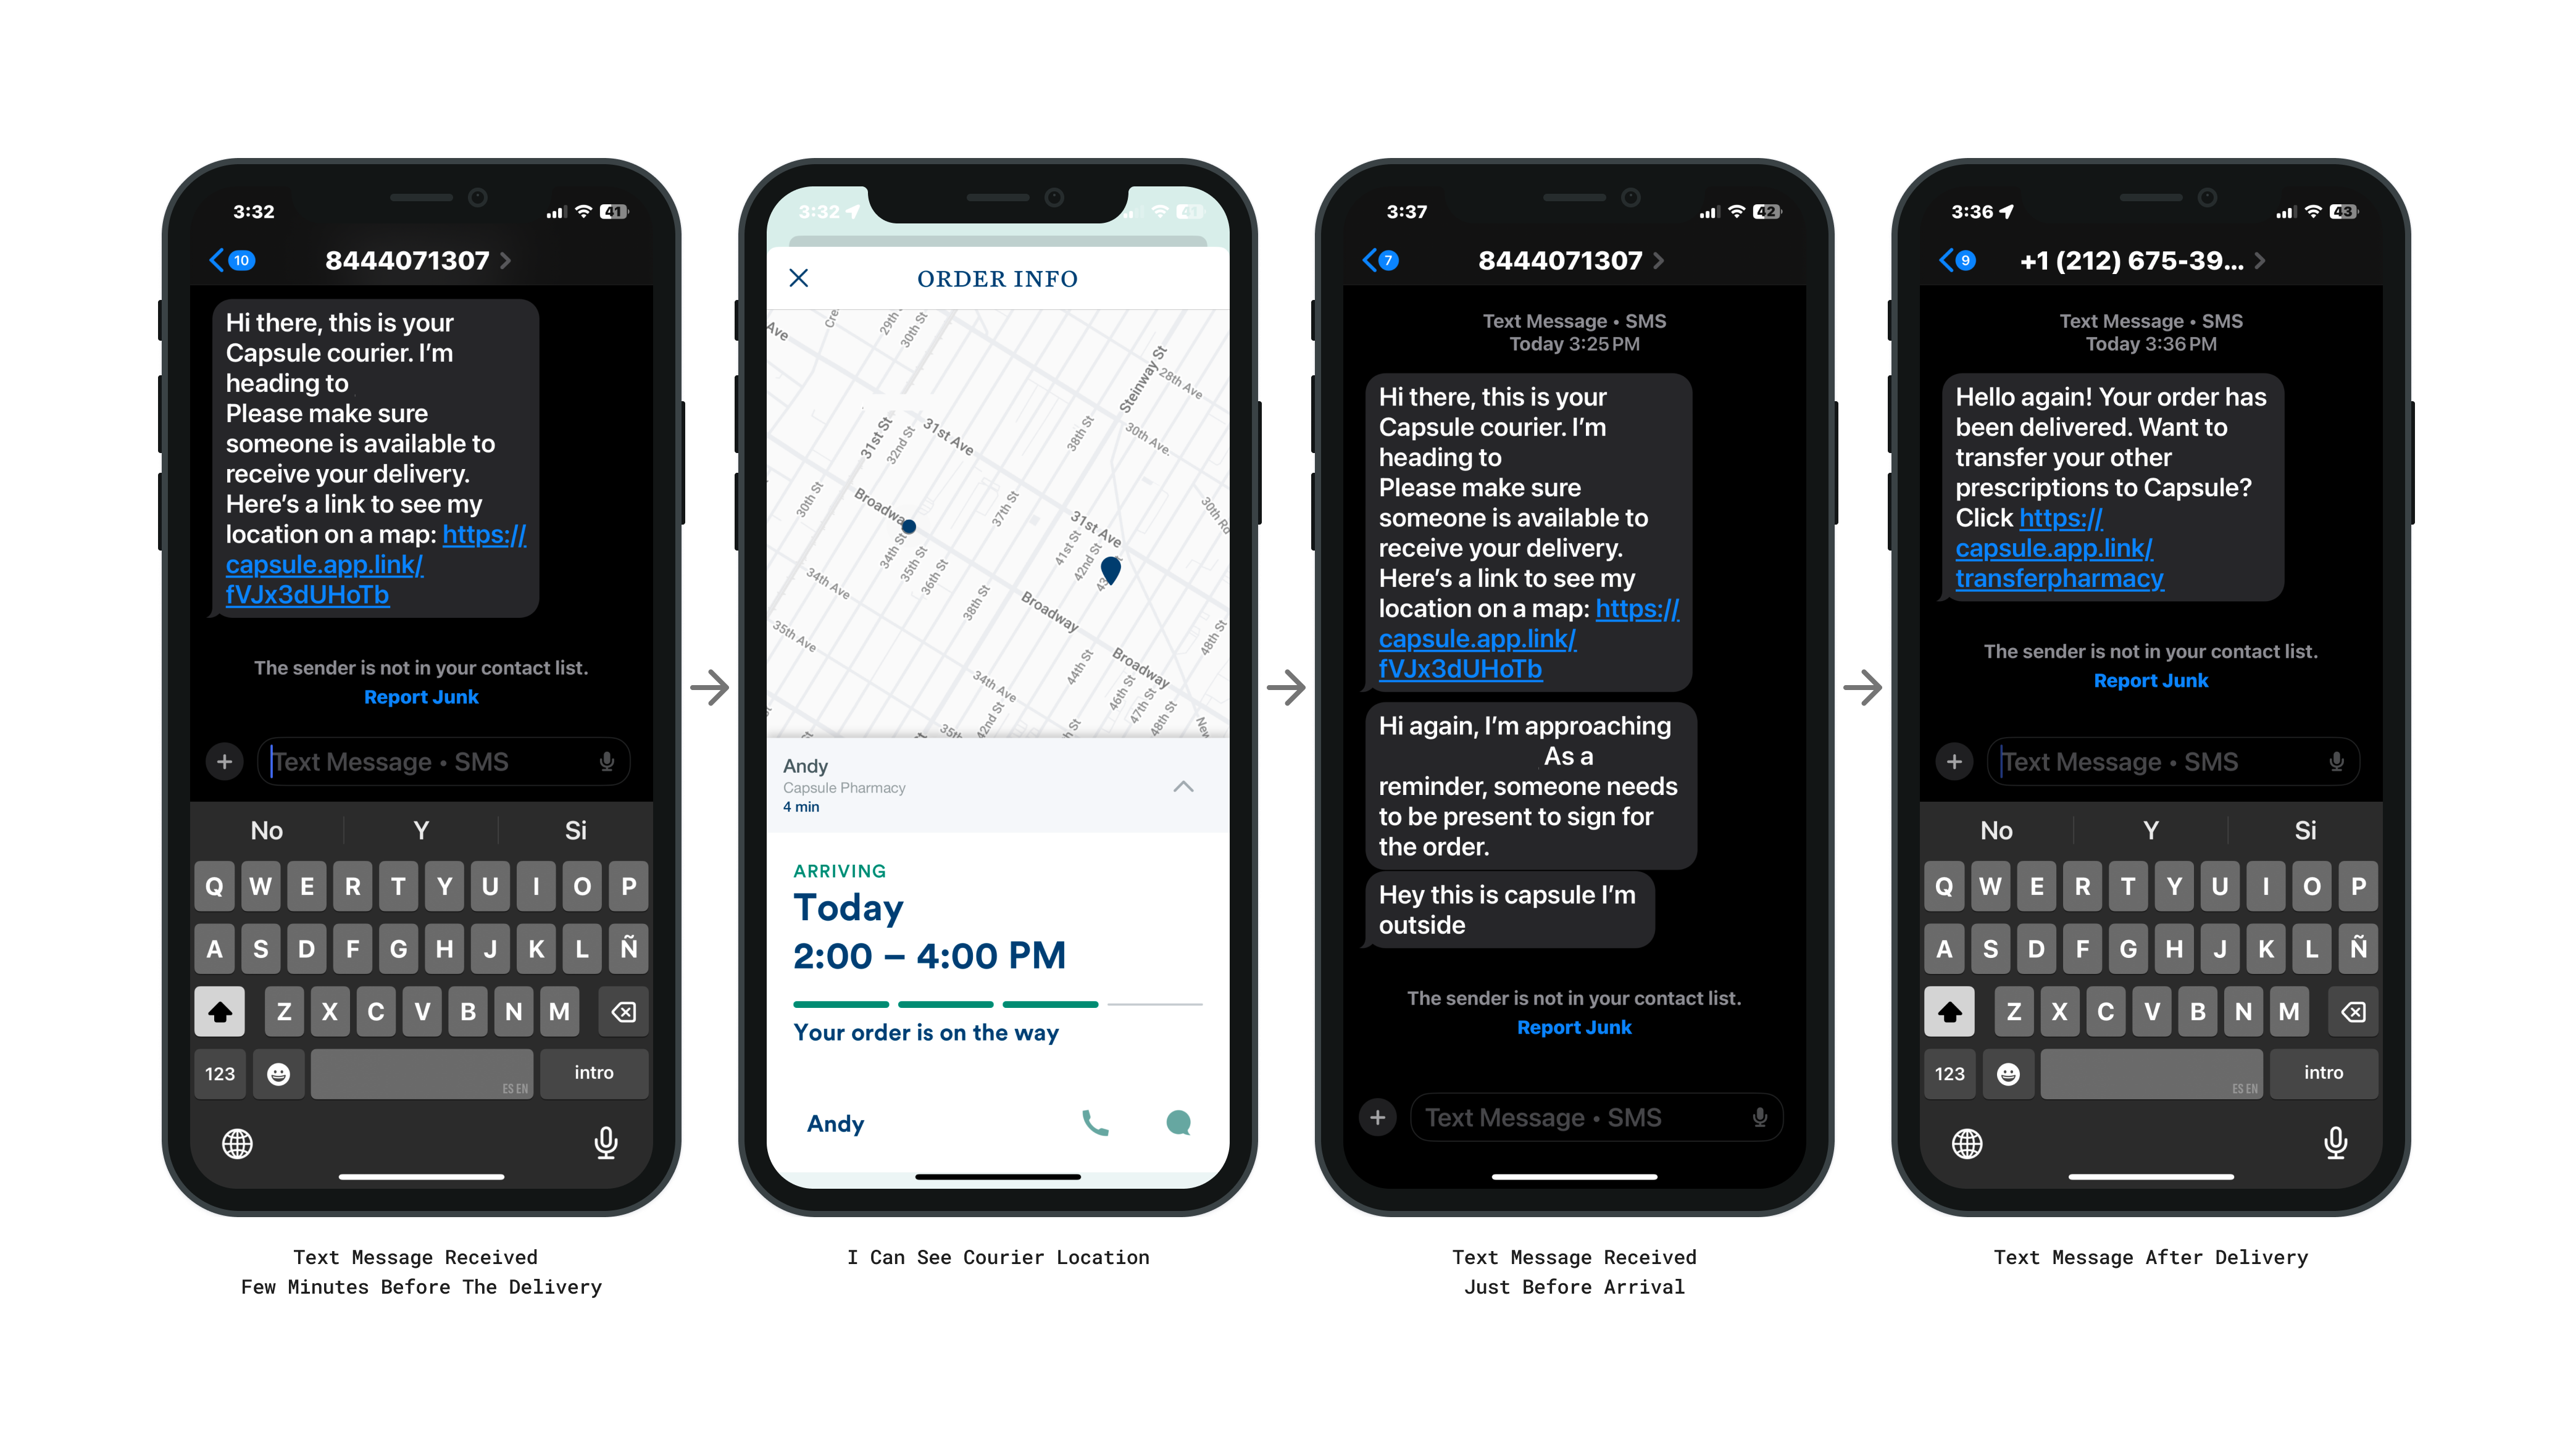 3:32
41
10
8444071307
Hi there, this is your
Capsule courier. I'm
heading to
Please make sure
someone is available to
receive your delivery.
Here's a link to see my
location on a map: https://
capsule.app.link/
fVJx3dUHoTb
The sender is not in your contact list.
Report Junk
Text Message • SMS
No Y Si
Q W E R T Y U I O P
A S D F G H J K L Ñ
Z X C V B N M
123 ES EN intro
Text Message Received
Few Minutes Before The Delivery
3:32
41
ORDER INFO
Ave
29th
30th St
Steinway St
28th Ave
31st St
32nd St
31st Ave
38th St
30th Ave
30th St
Broadway
37th St
31st Ave
30th Rd
34th St
35th St
36th St
41st St
42nd St
43
34th Ave
38th St
Broadway
35th Ave
48th St
44th St
Broadway
34th Ave
46th St
47th St
48th St
42nd St
35th
New
Andy
Capsule Pharmacy
4 min
ARRIVING
Today
2:00 – 4:00 PM
Your order is on the way
Andy
I Can See Courier Location
3:37
42
7
8444071307
Text Message • SMS
Today 3:25 PM
Hi there, this is your
Capsule courier. I'm
heading to
Please make sure
someone is available to
receive your delivery.
Here's a link to see my
location on a map: https://
capsule.app.link/
fVJx3dUHoTb
Hi again, I'm approaching
As a
reminder, someone needs
to be present to sign for
the order.
Hey this is capsule I'm
outside
The sender is not in your contact list.
Report Junk
Text Message • SMS
Text Message Received
Just Before Arrival
3:36
43
9
+1 (212) 675-39...
Text Message • SMS
Today 3:36 PM
Hello again! Your order has
been delivered. Want to
transfer your other
prescriptions to Capsule?
Click https://
capsule.app.link/
transferpharmacy
The sender is not in your contact list.
Report Junk
Text Message • SMS
No Y Si
Q W E R T Y U I O P
A S D F G H J K L Ñ
Z X C V B N M
123 ES EN intro
Text Message After Delivery